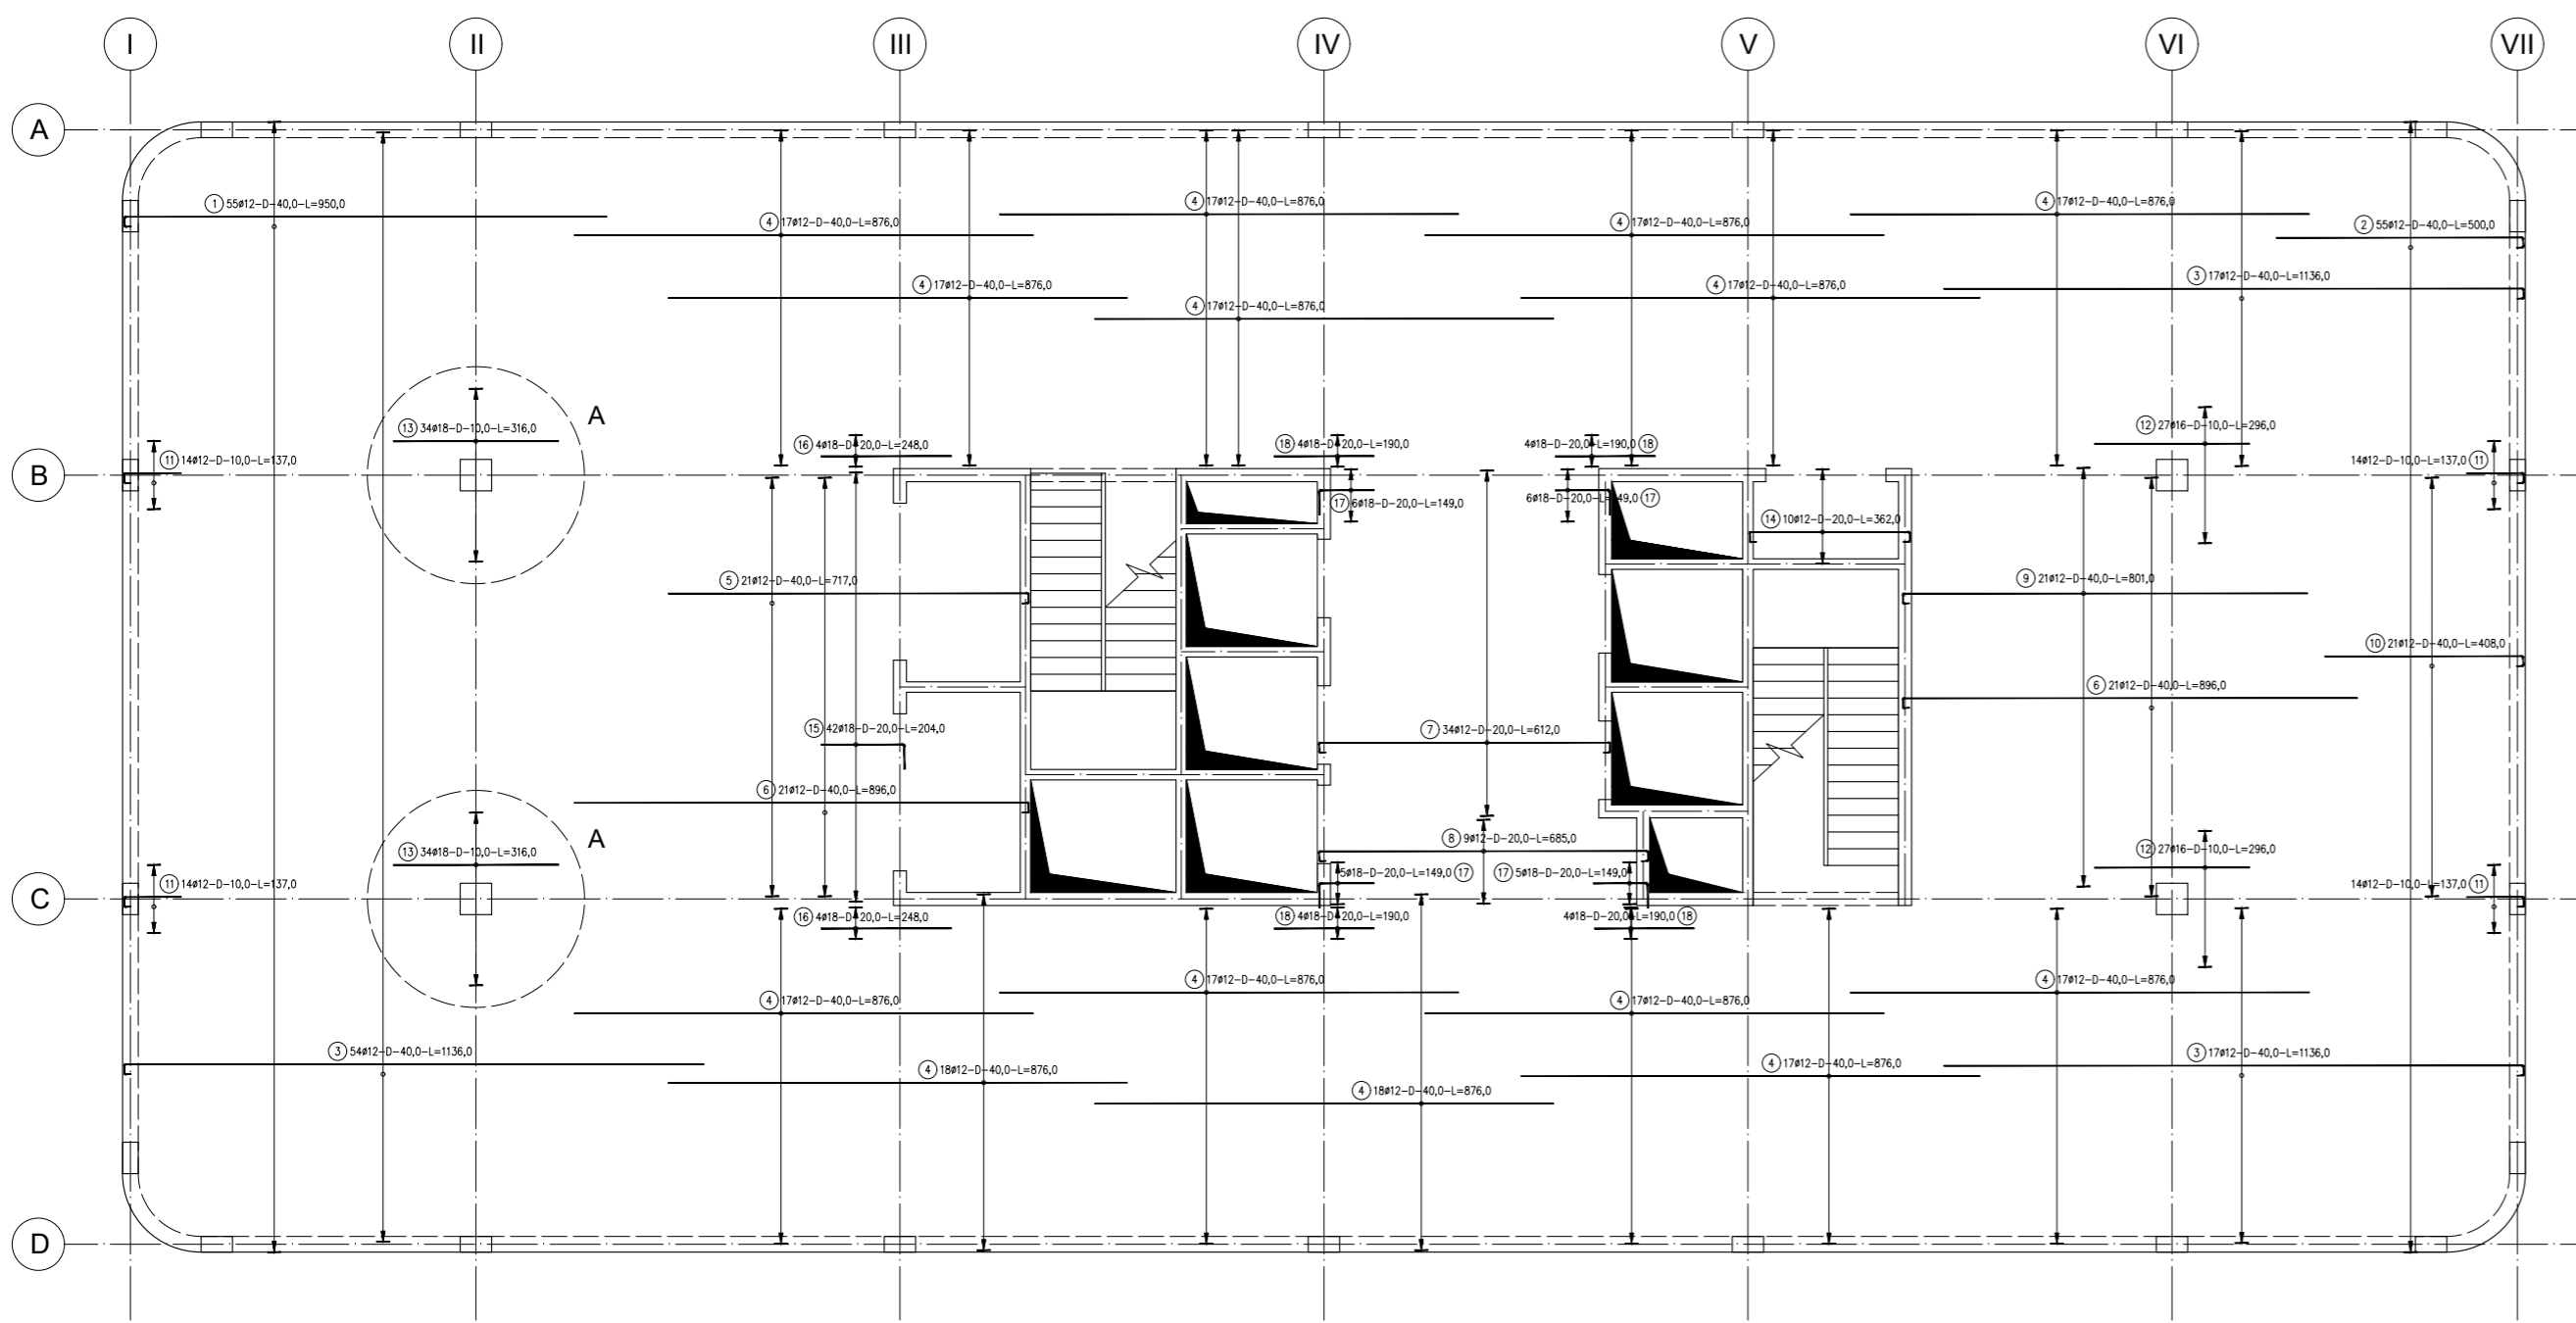 I II III IV V VI VII
A
① 55ø12-D-40,0-L=950,0
④ 17ø12-D-40,0-L=876,0
④ 17ø12-D-40,0-L=876,0
④ 17ø12-D-40,0-L=876,0
④ 17ø12-D-40,0-L=876,0
② 55ø12-D-40,0-L=500,0
④ 17ø12-D-40,0-L=876,0
④ 17ø12-D-40,0-L=876,0
④ 17ø12-D-40,0-L=876,0
③ 17ø12-D-40,0-L=1136,0
A
⑬ 34ø18-D-10,0-L=316,0
⑯ 4ø18-D-20,0-L=248,0
⑱ 4ø18-D-20,0-L=190,0
4ø18-D-20,0-L=190,0 ⑱
⑫ 27ø16-D-10,0-L=296,0
B
⑪ 14ø12-D-10,0-L=137,0
14ø12-D-10,0-L=137,0 ⑪
⑰ 6ø18-D-20,0-L=149,0
6ø18-D-20,0-L=149,0 ⑰
⑭ 10ø12-D-20,0-L=362,0
⑤ 21ø12-D-40,0-L=717,0
⑨ 21ø12-D-40,0-L=801,0
⑩ 21ø12-D-40,0-L=408,0
⑥ 21ø12-D-40,0-L=896,0
⑮ 42ø18-D-20,0-L=204,0
⑦ 34ø12-D-20,0-L=612,0
⑥ 21ø12-D-40,0-L=896,0
A
⑬ 34ø18-D-10,0-L=316,0
⑧ 9ø12-D-20,0-L=685,0
⑫ 27ø16-D-10,0-L=296,0
5ø18-D-20,0-L=149,0 ⑰
⑰ 5ø18-D-20,0-L=149,0
C
⑪ 14ø12-D-10,0-L=137,0
14ø12-D-10,0-L=137,0 ⑪
⑯ 4ø18-D-20,0-L=248,0
⑱ 4ø18-D-20,0-L=190,0
4ø18-D-20,0-L=190,0 ⑱
④ 17ø12-D-40,0-L=876,0
④ 17ø12-D-40,0-L=876,0
④ 17ø12-D-40,0-L=876,0
④ 17ø12-D-40,0-L=876,0
③ 54ø12-D-40,0-L=1136,0
④ 18ø12-D-40,0-L=876,0
④ 18ø12-D-40,0-L=876,0
④ 17ø12-D-40,0-L=876,0
③ 17ø12-D-40,0-L=1136,0
D